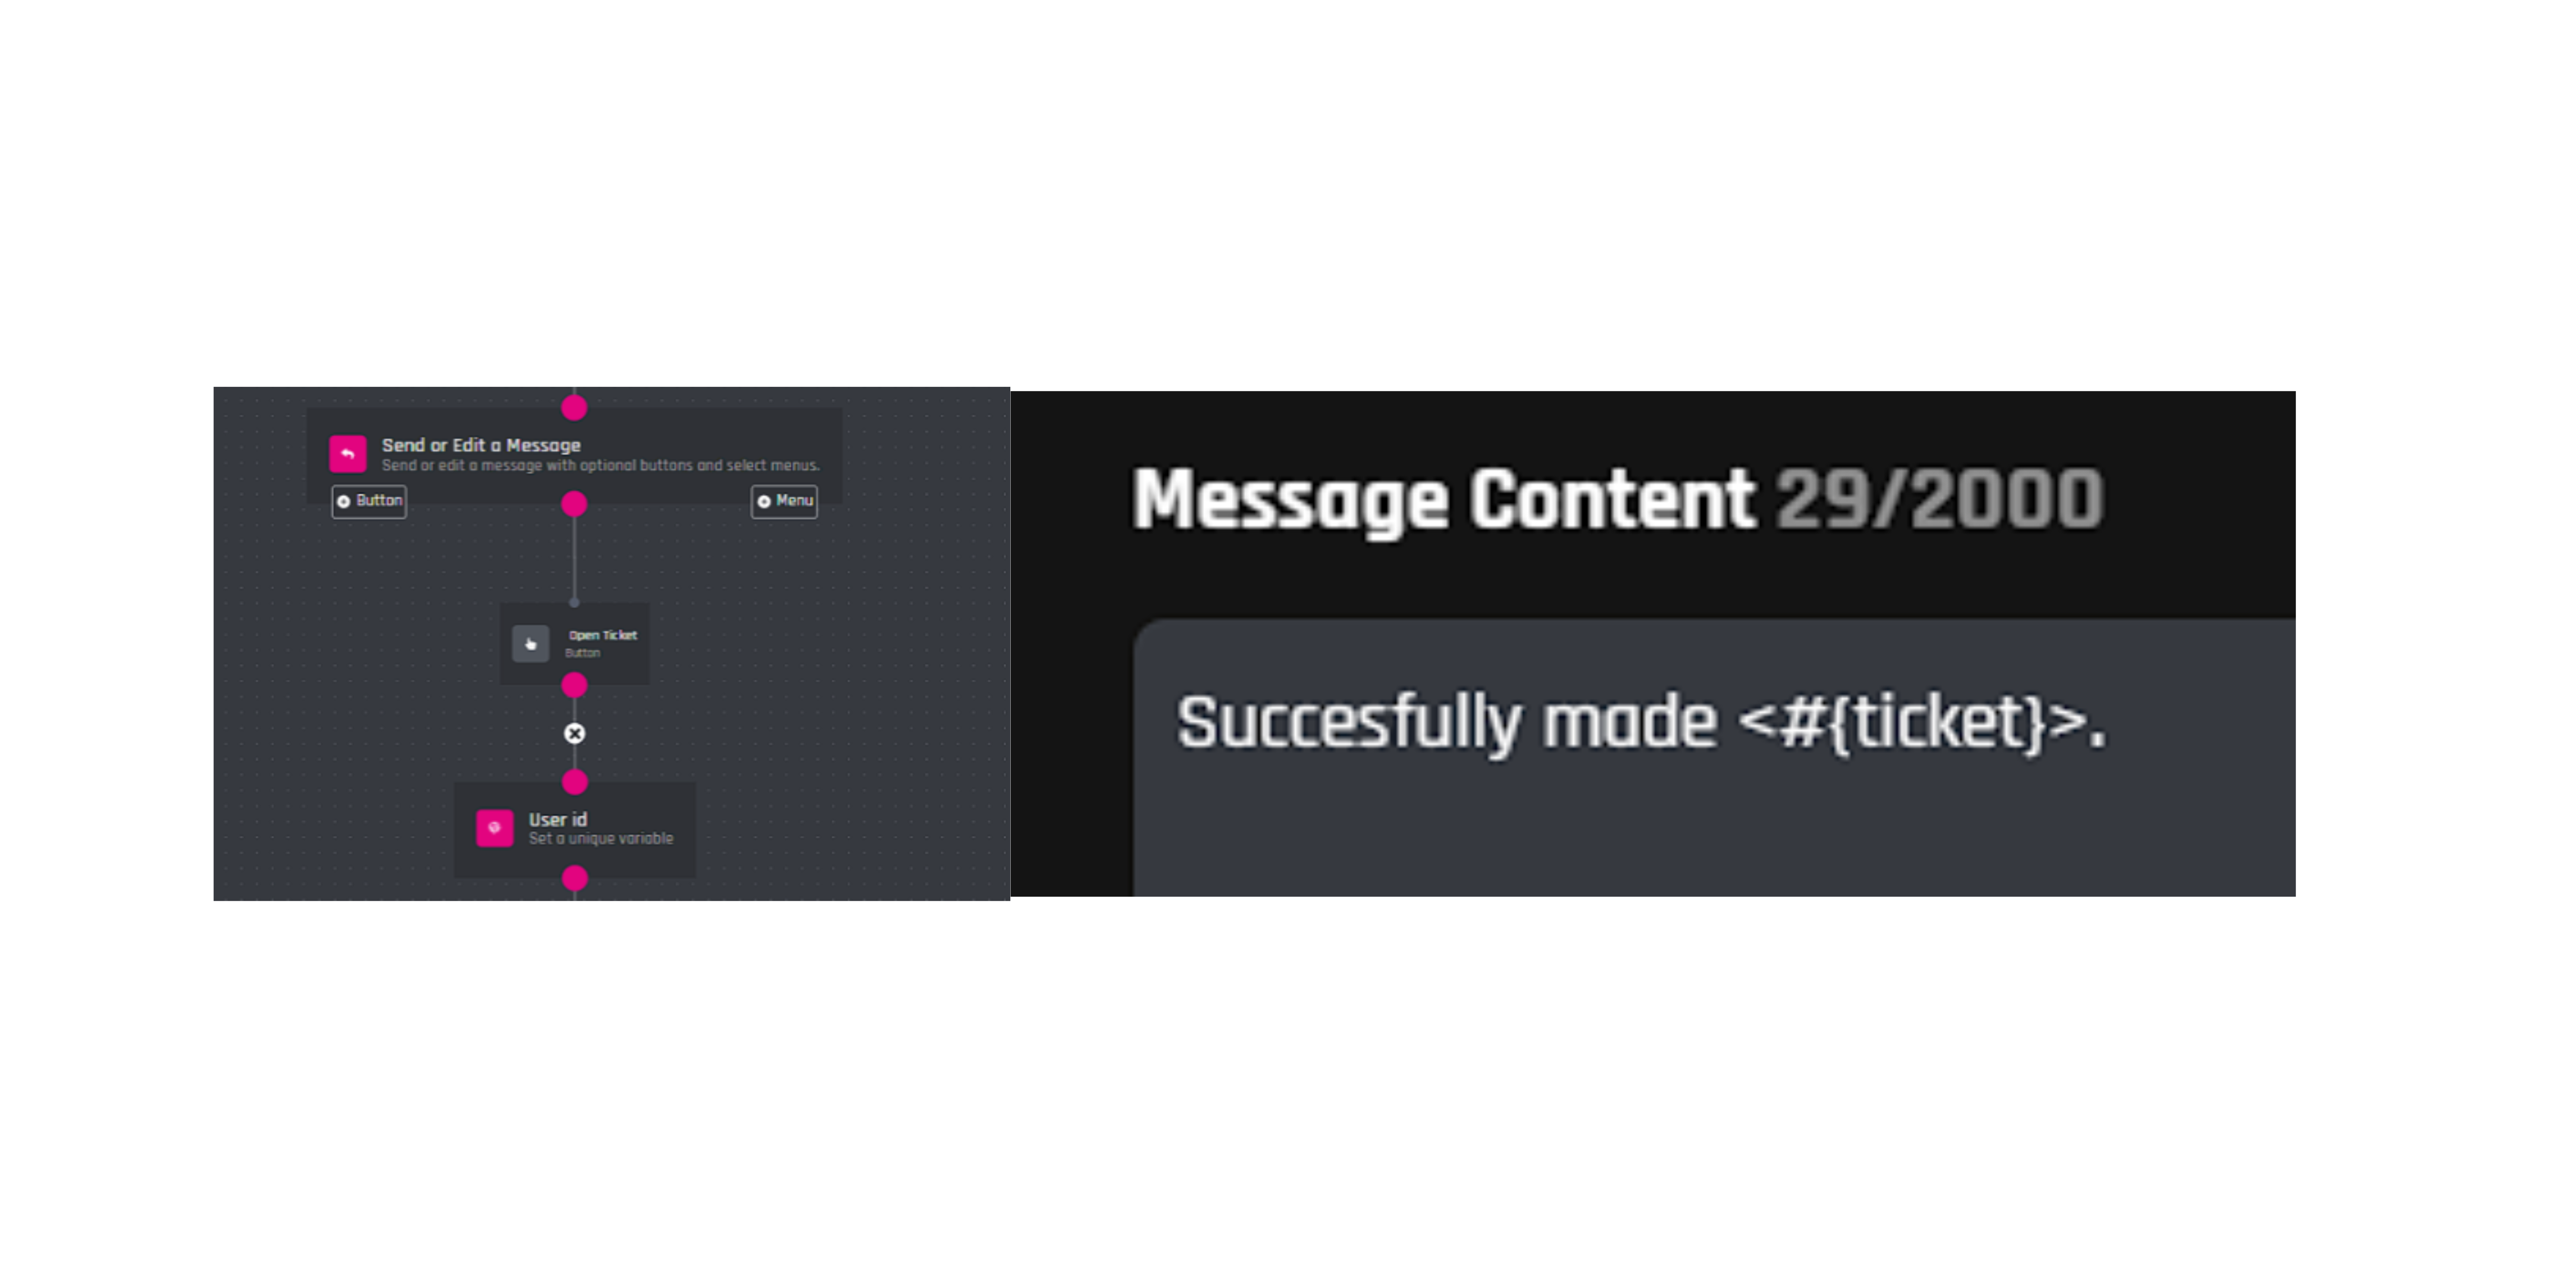 Send or Edit a Message
Send or edit a message with optional buttons and select menus.
Button
Menu
Open Ticket
Button
User id
Set a unique variable
Message Content 29/2000
Succesfully made <#{ticket}>.